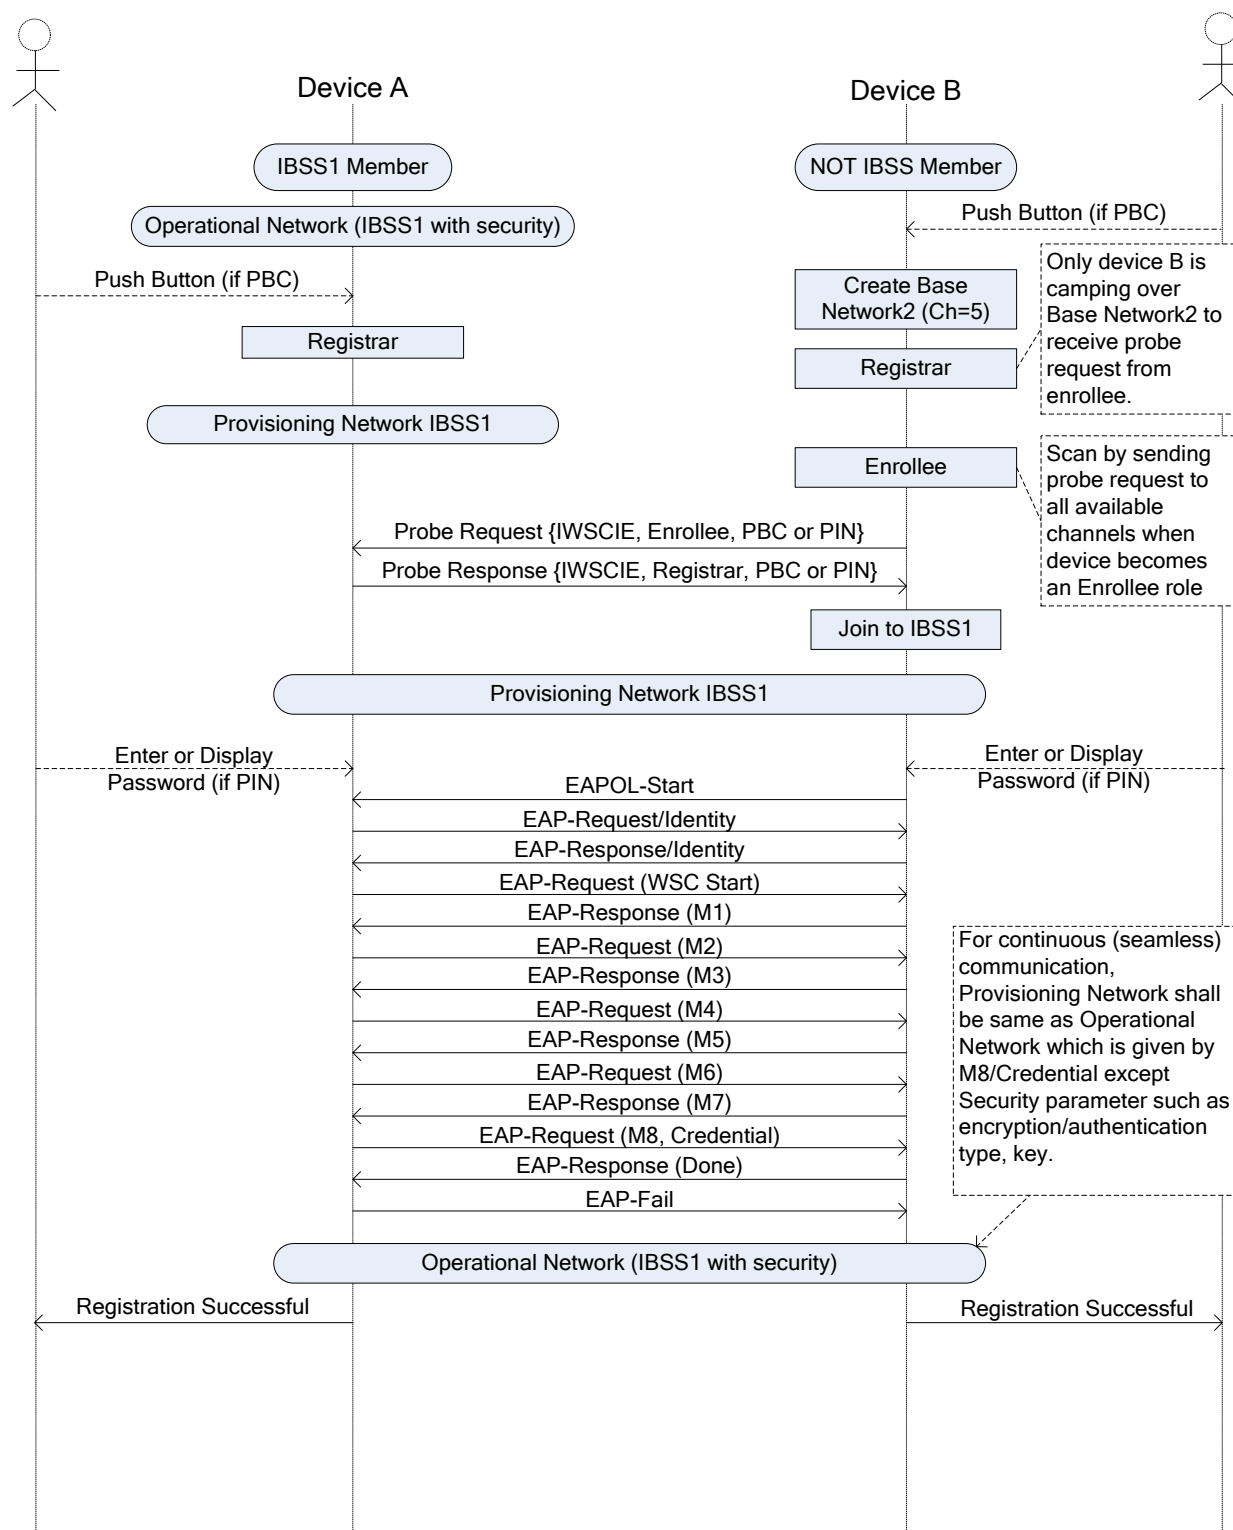 Device A
Device B
IBSS1 Member
NOT IBSS Member
Operational Network (IBSS1 with security)
Push Button (if PBC)
Push Button (if PBC)
Create Base
Network2 (Ch=5)
Only device B is
camping over
Base Network2 to
receive probe
request from
enrollee.
Registrar
Registrar
Provisioning Network IBSS1
Enrollee
Scan by sending
probe request to
all available
channels when
device becomes
an Enrollee role
Probe Request {IWSCIE, Enrollee, PBC or PIN}
Probe Response {IWSCIE, Registrar, PBC or PIN}
Join to IBSS1
Provisioning Network IBSS1
Enter or Display
Password (if PIN)
Enter or Display
Password (if PIN)
EAPOL-Start
EAP-Request/Identity
EAP-Response/Identity
EAP-Request (WSC Start)
EAP-Response (M1)
EAP-Request (M2)
EAP-Response (M3)
EAP-Request (M4)
EAP-Response (M5)
EAP-Request (M6)
EAP-Response (M7)
EAP-Request (M8, Credential)
EAP-Response (Done)
EAP-Fail
For continuous (seamless)
communication,
Provisioning Network shall
be same as Operational
Network which is given by
M8/Credential except
Security parameter such as
encryption/authentication
type, key.
Operational Network (IBSS1 with security)
Registration Successful
Registration Successful